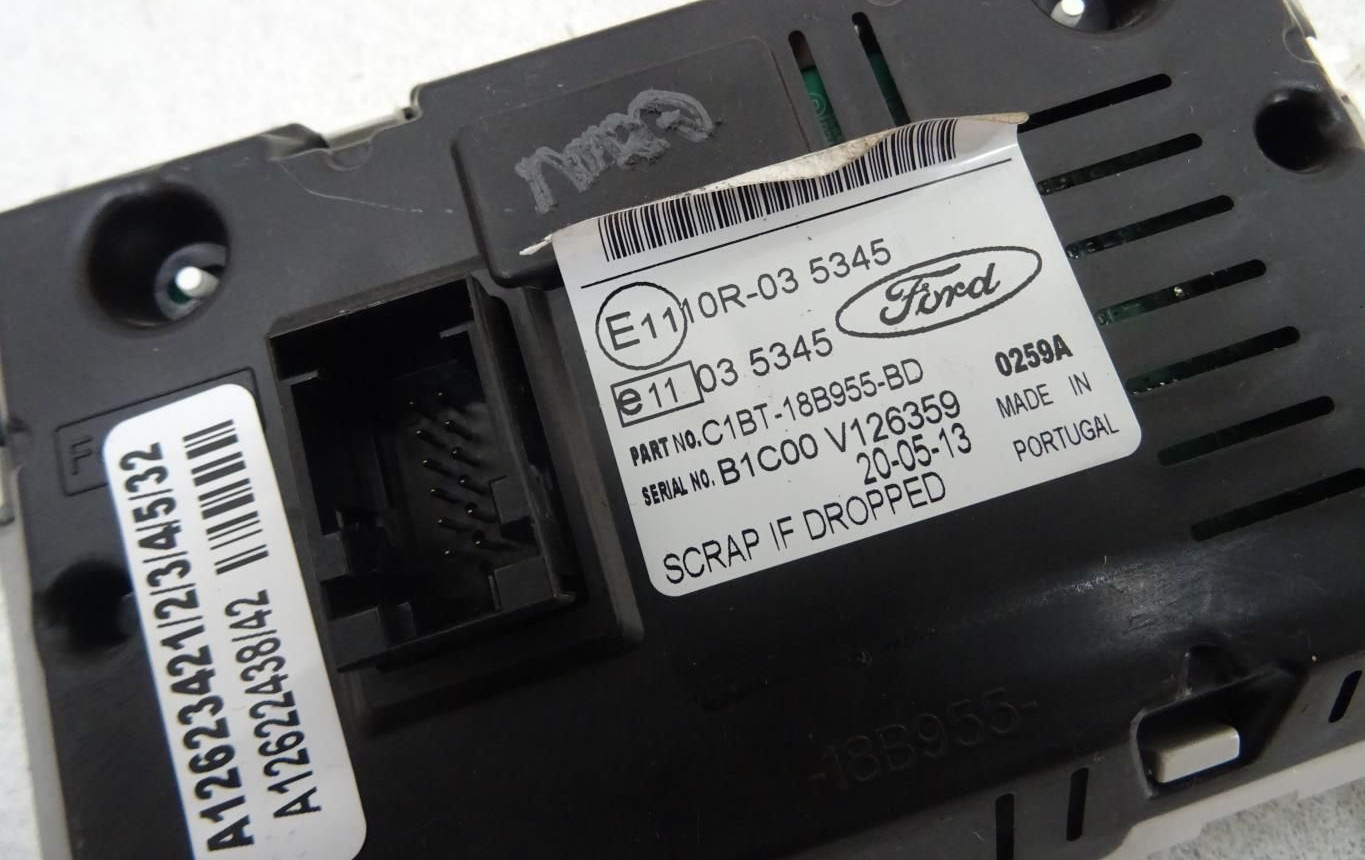 E11 10R-03 5345
Ford
e11 03 5345
PART NO. C1BT-18B955-BD 0259A
SERIAL NO. B1C00 V126359 MADE IN
20-05-13 PORTUGAL
SCRAP IF DROPPED
A12623421/2/3/4/5/32
A12622438/42
F
-18B955-